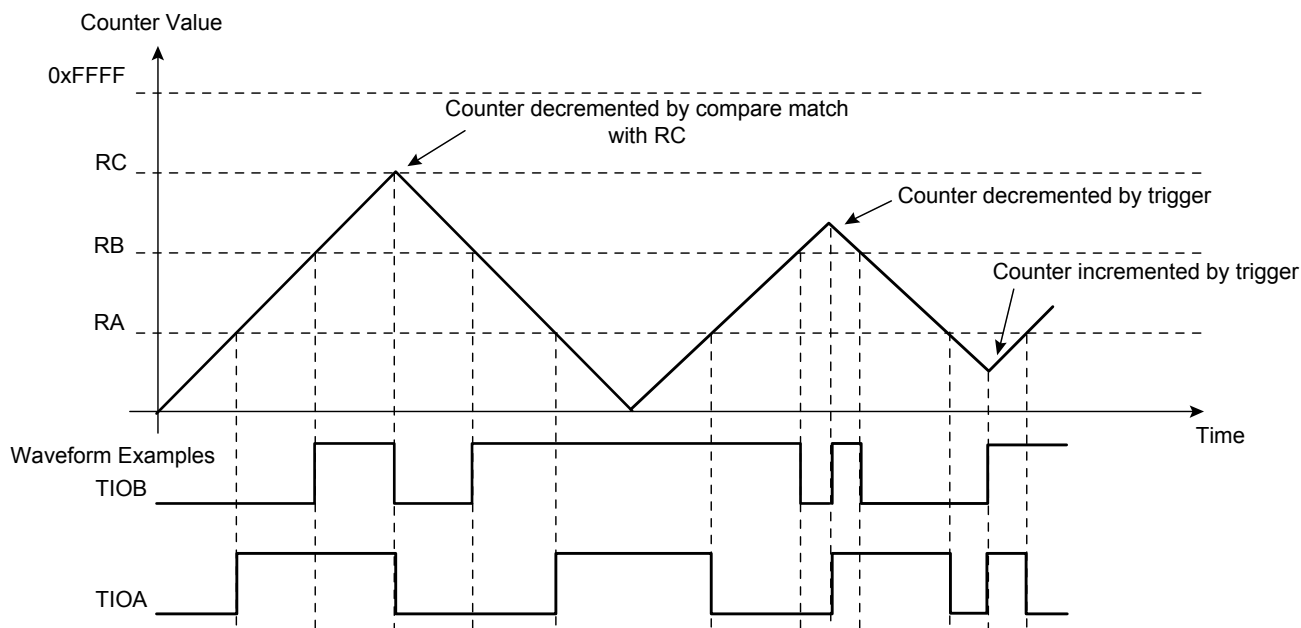 Counter Value
0xFFFF
Counter decremented by compare match
with RC
RC
Counter decremented by trigger
RB
Counter incremented by trigger
RA
Time
Waveform Examples
TIOB
TIOA